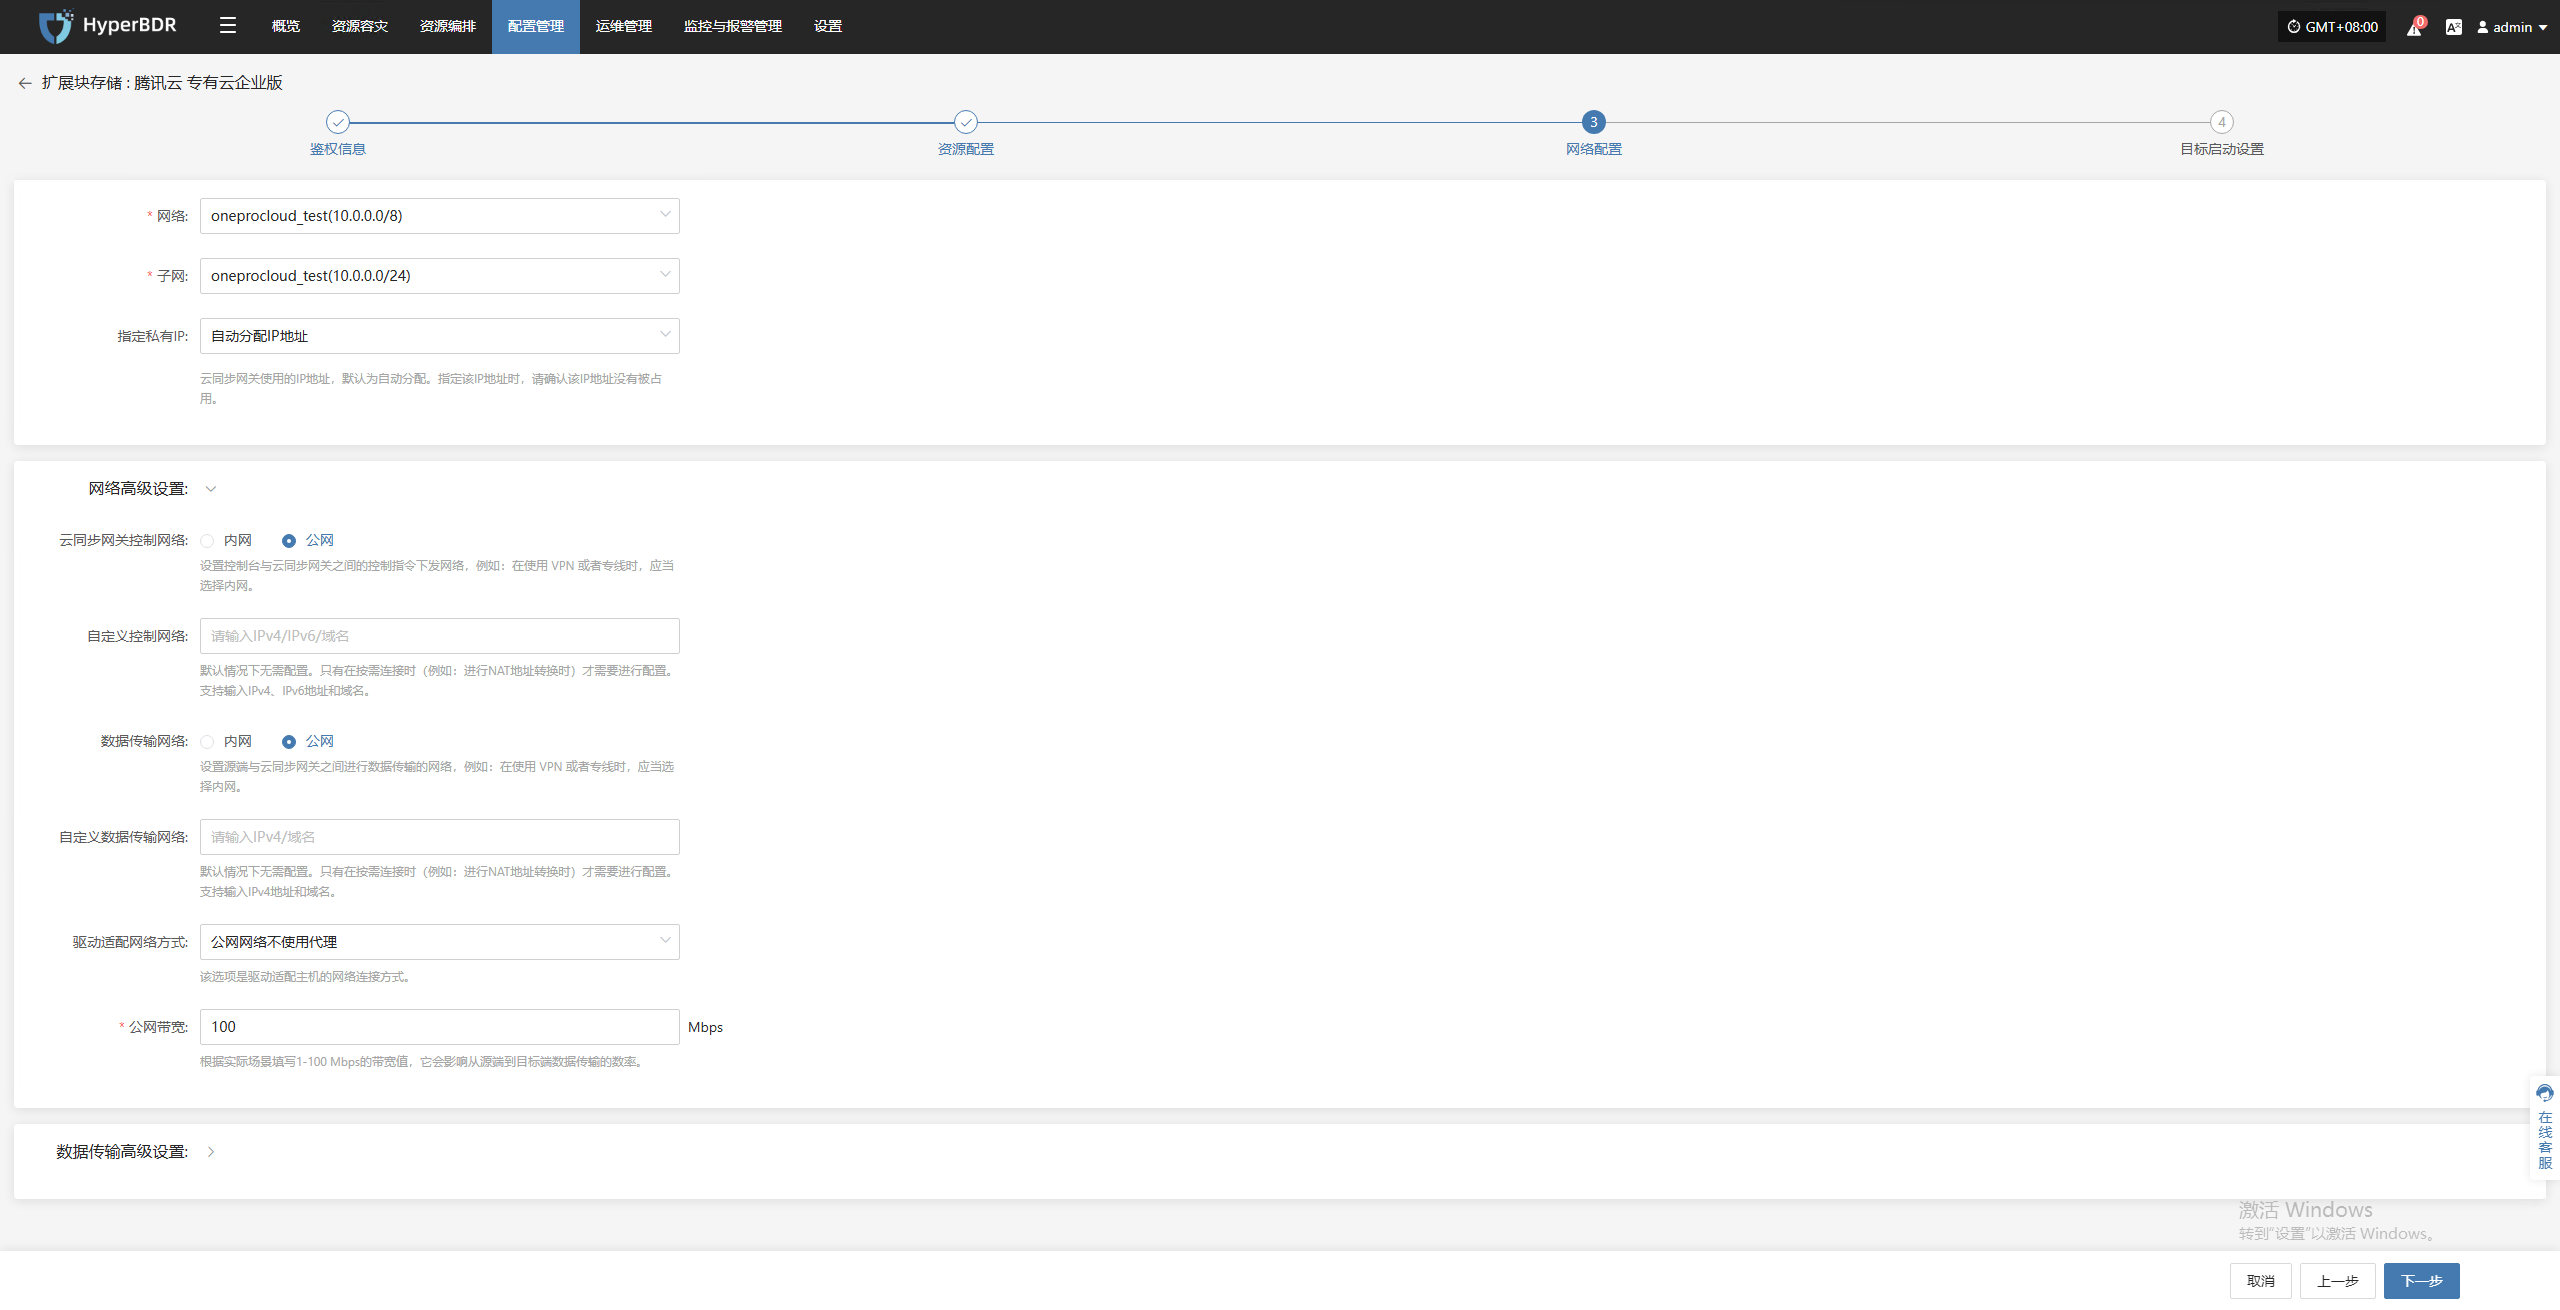 HyperBDR
概览 资源容灾 资源编排 配置管理 运维管理 监控与报警管理 设置
GMT+08:00 0 admin
扩展块存储 : 腾讯云 专有云企业版
3 4
鉴权信息 资源配置 网络配置 目标启动设置
* 网络: oneprocloud_test(10.0.0.0/8)
* 子网: oneprocloud_test(10.0.0.0/24)
指定私有IP: 自动分配IP地址
云同步网关使用的IP地址，默认为自动分配。指定该IP地址时，请确认该IP地址没有被占
用。
网络高级设置:
云同步网关控制网络: 内网 公网
设置控制台与云同步网关之间的控制指令下发网络，例如：在使用 VPN 或者专线时，应当
选择内网。
自定义控制网络: 请输入IPv4/IPv6/域名
默认情况下无需配置。只有在按需连接时（例如：进行NAT地址转换时）才需要进行配置。
支持输入IPv4、IPv6地址和域名。
数据传输网络: 内网 公网
设置源端与云同步网关之间进行数据传输的网络，例如：在使用 VPN 或者专线时，应当选
择内网。
自定义数据传输网络: 请输入IPv4/域名
默认情况下无需配置。只有在按需连接时（例如：进行NAT地址转换时）才需要进行配置。
支持输入IPv4地址和域名。
驱动适配网络方式: 公网网络不使用代理
该选项是驱动适配主机的网络连接方式。
* 公网带宽: 100 Mbps
根据实际场景填写1-100 Mbps的带宽值，它会影响从源端到目标端数据传输的数率。
数据传输高级设置:
在
线
客
服
激活 Windows
转到"设置"以激活 Windows。
取消 上一步 下一步